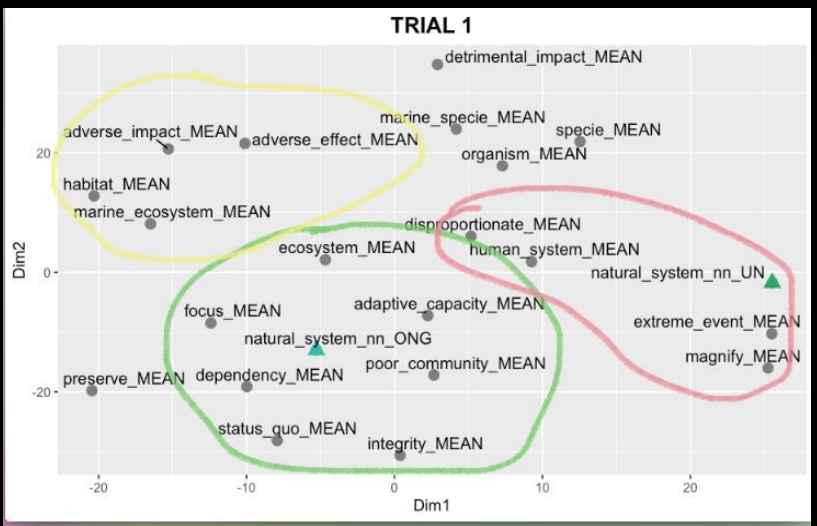 TRIAL 1
detrimental_impact_MEAN
marine_specie_MEAN
adverse_impact_MEAN
specie_MEAN
adverse_effect_MEAN
20
organism_MEAN
habitat_MEAN
marine_ecosystem_MEAN
disproportionate_MEAN
ecosystem_MEAN
human_system_MEAN
Dim2
0
natural_system_nn_UN
focus_MEAN
adaptive_capacity_MEAN
extreme_event_MEAN
natural_system_nn_ONG
magnify_MEAN
poor_community_MEAN
preserve_MEAN
dependency_MEAN
-20
status_quo_MEAN
integrity_MEAN
-20
-10
0
10
20
Dim1